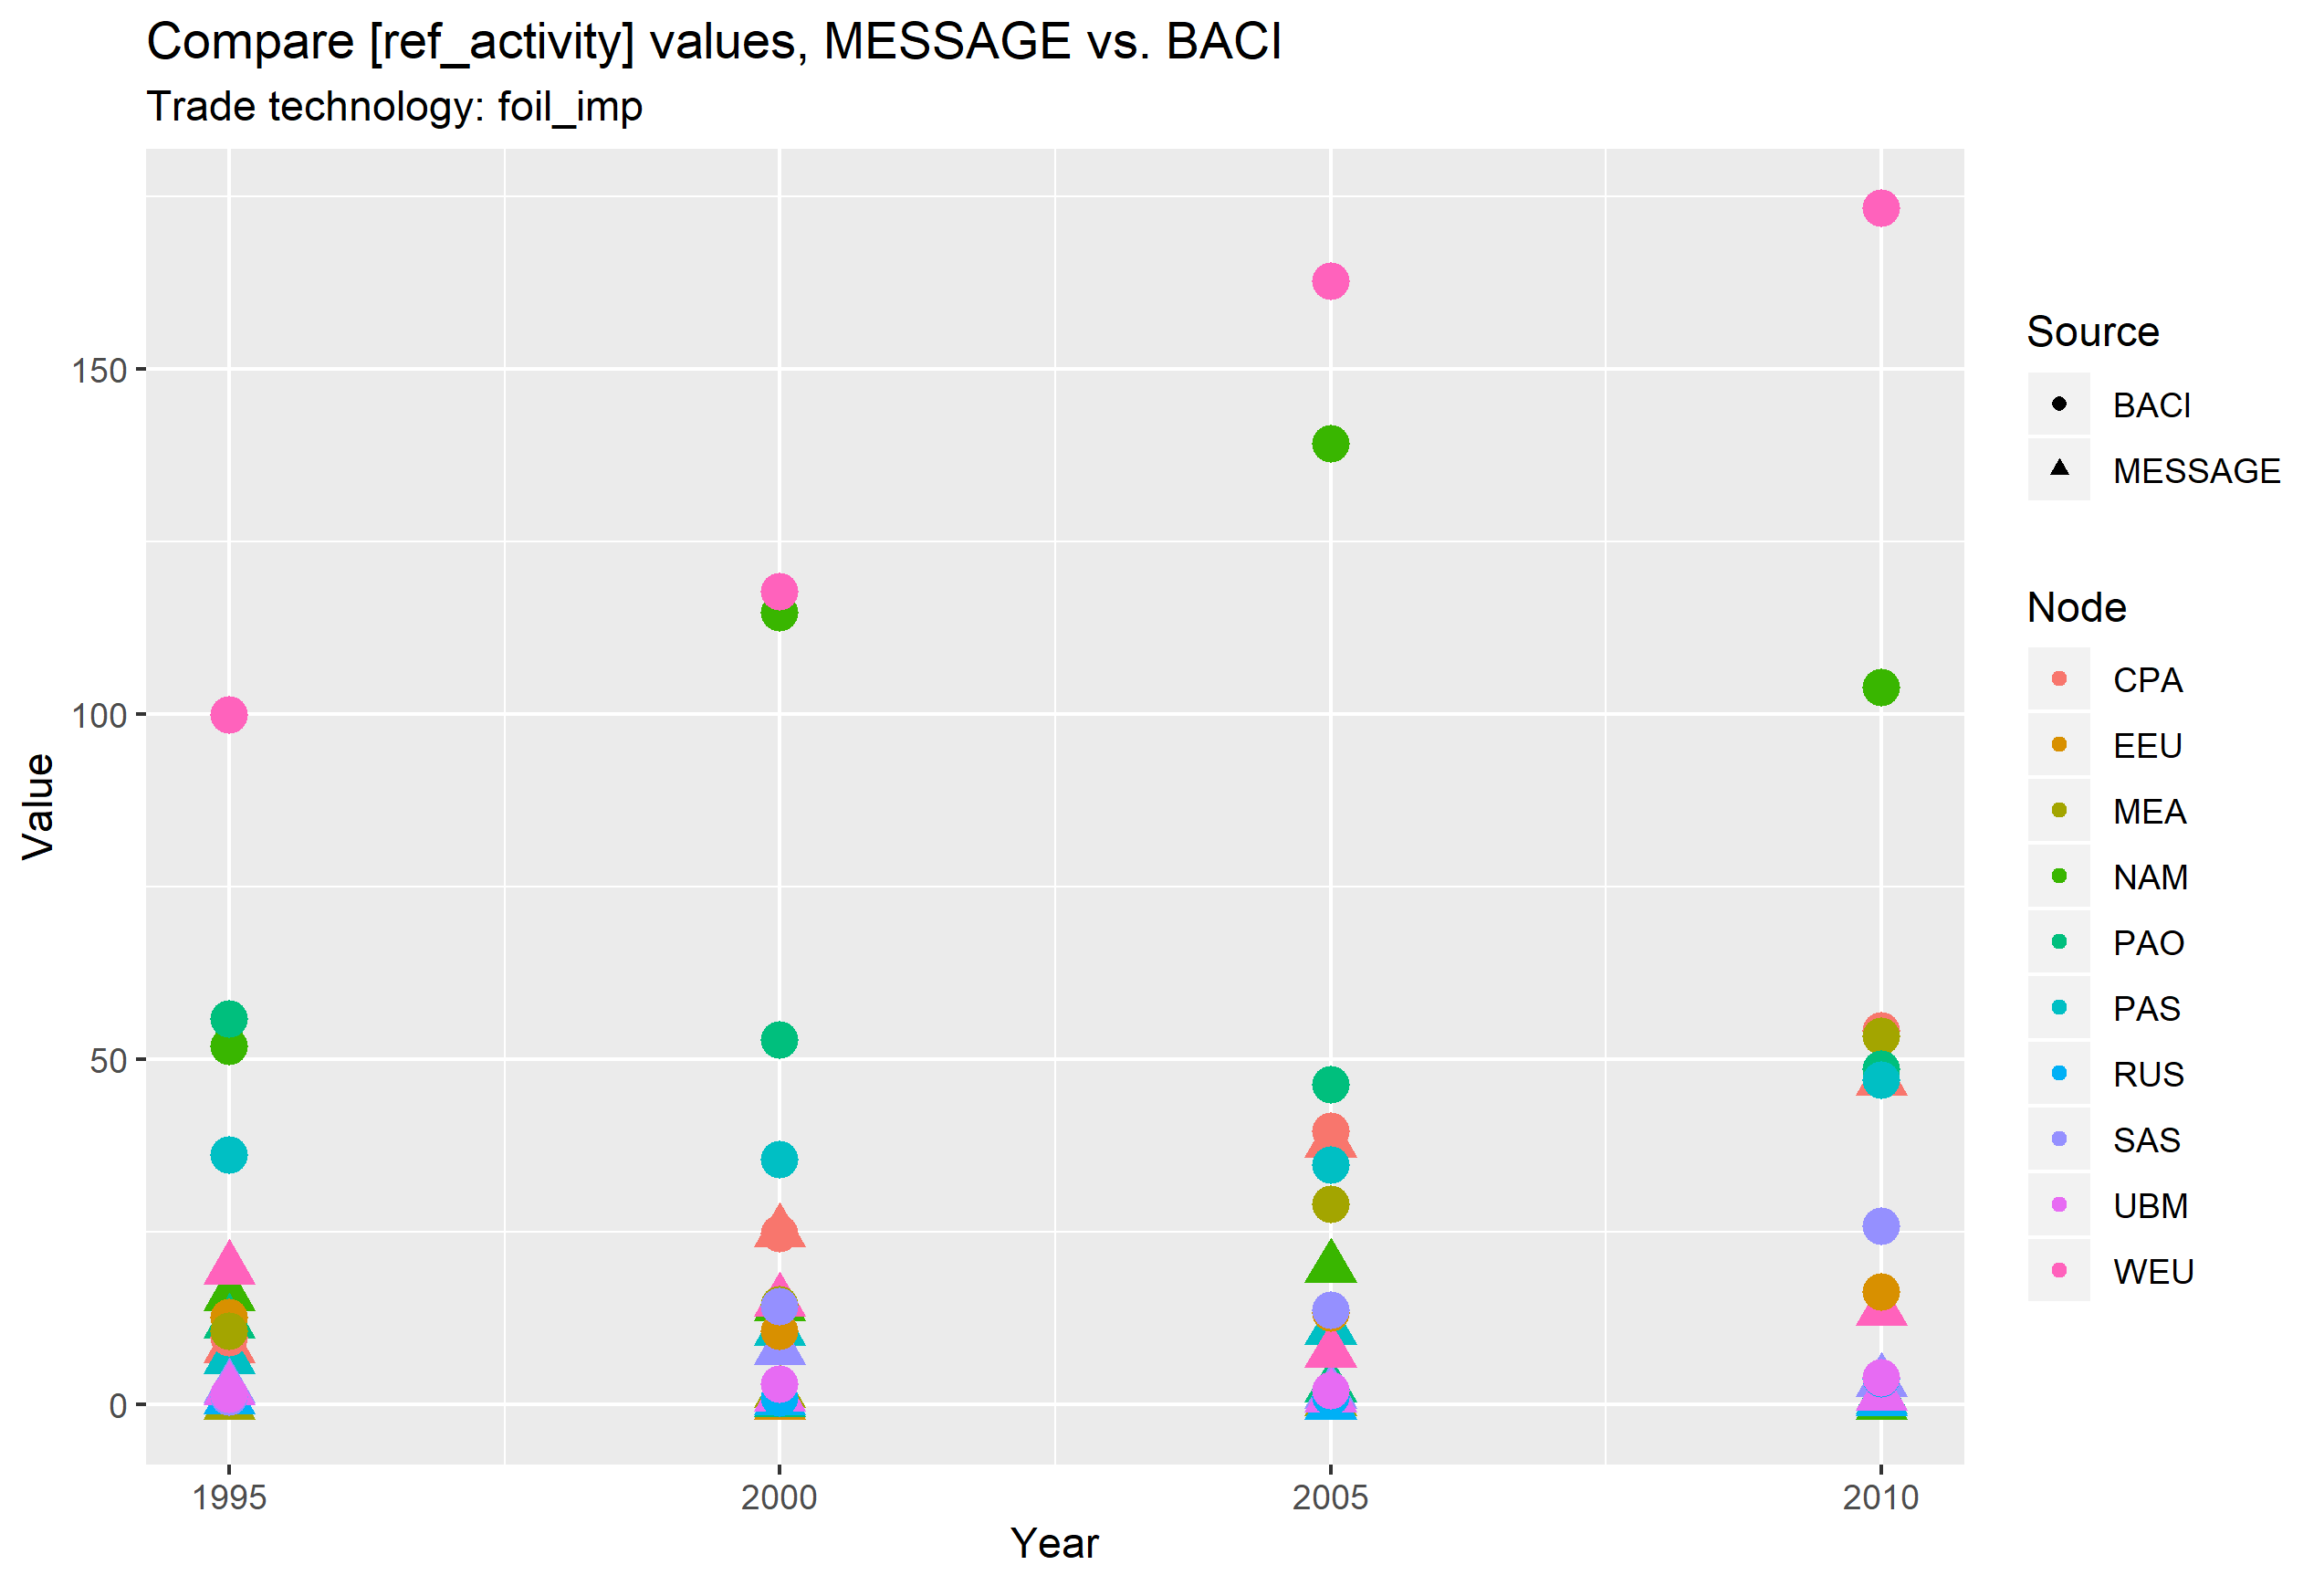 Compare [ref_activity] values, MESSAGE vs. BACI
Trade technology: foil_imp
Value
150
100
50
0
1995
2000
2005
2010
Year
Source
BACI
MESSAGE
Node
CPA
EEU
MEA
NAM
PAO
PAS
RUS
SAS
UBM
WEU